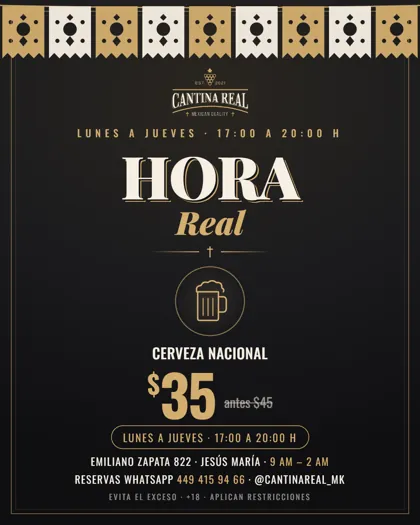 EST. 2021
CANTINA REAL
LUNES A JUEVES · 17:00 A 20:00 H
HORA
Real
CERVEZA NACIONAL
$35 antes $45
LUNES A JUEVES · 17:00 A 20:00 H
EMILIANO ZAPATA 822 · JESÚS MARÍA · 9 AM – 2 AM
RESERVAS WHATSAPP 449 415 94 66 · @CANTINAREAL_MK
EVITA EL EXCESO · +18 · APLICAN RESTRICCIONES